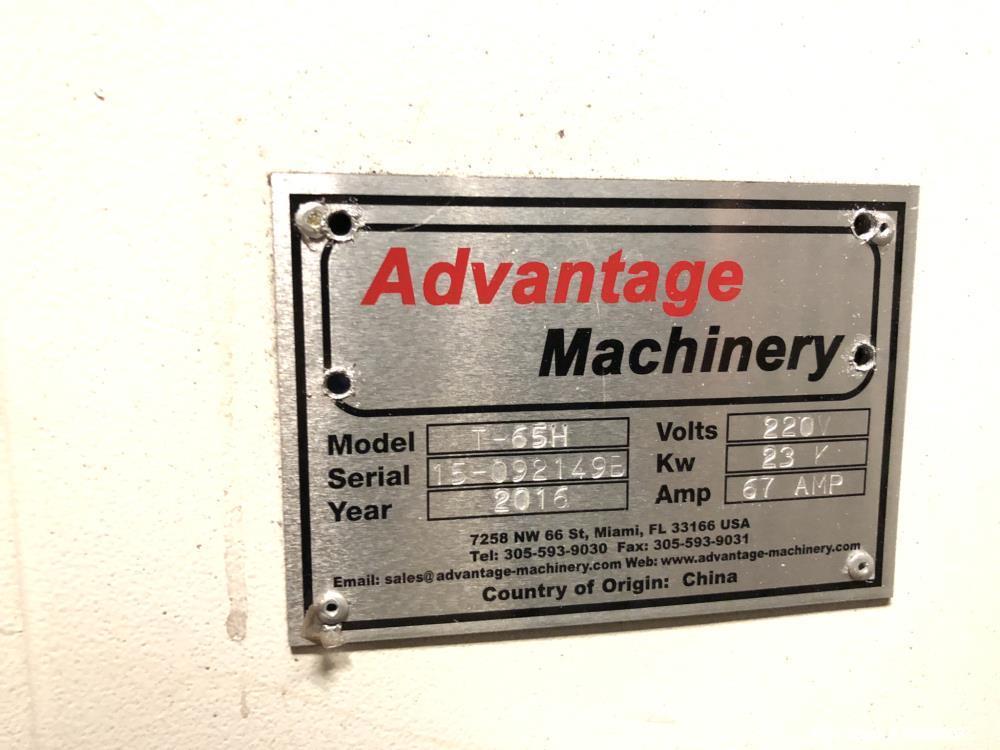 Advantage
Machinery
Model T-65H
Serial 15-092149E
Year 2016
Volts 220V
Kw 23 K
Amp 67 AMP
7258 NW 66 St, Miami, FL 33166 USA
Tel: 305-593-9030 Fax: 305-593-9031
Email: sales@advantage-machinery.com Web: www.advantage-machinery.com
Country of Origin: China